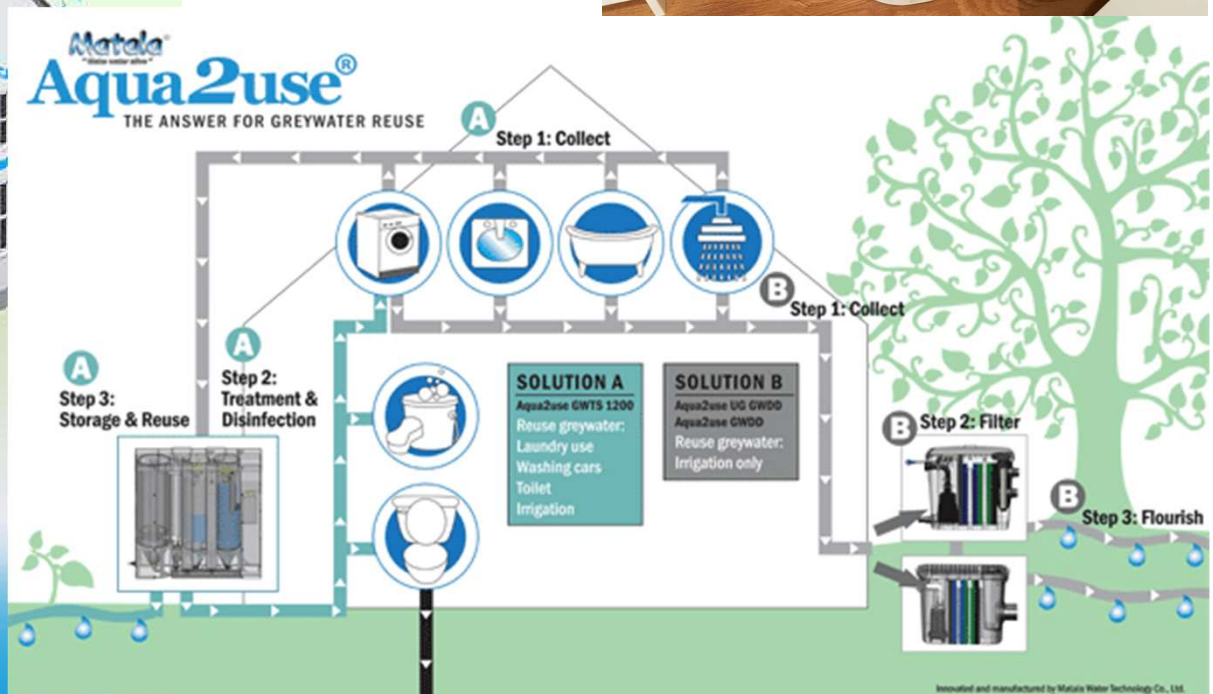 Matala
Aqua2use®
THE ANSWER FOR GREYWATER REUSE
A
Step 1: Collect
B
Step 1: Collect
A
Step 3:
Storage & Reuse
A
Step 2:
Treatment &
Disinfection
SOLUTION A
Aqua2use GWTS 1200
Reuse greywater:
Laundry use
Washing cars
Toilet
Irrigation
SOLUTION B
Aqua2use UG GWDD
Aqua2use GWDD
Reuse greywater:
Irrigation only
B
Step 2: Filter
B
Step 3: Flourish
Innovated and manufactured by Matala Water Technology Co., Ltd.